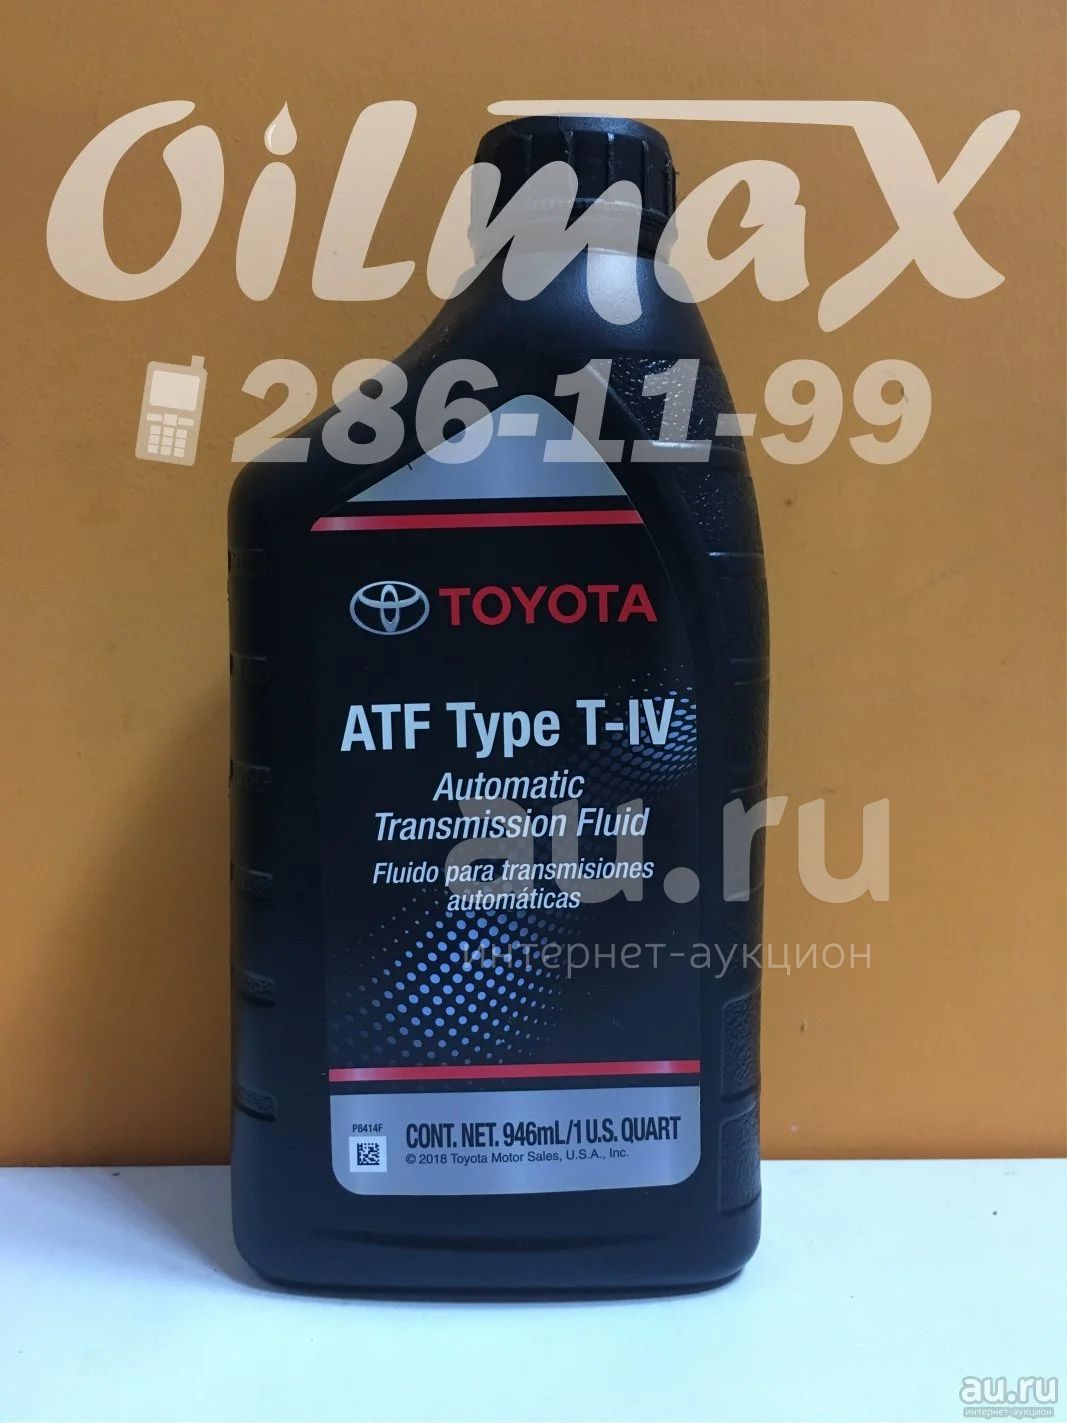 OilmaX
286-11-99
TOYOTA
ATF Type T-IV
Automatic
Transmission Fluid
Fluido para transmisiones
automáticas
au.ru
интернет-аукцион
P8414F
CONT. NET. 946mL/1 U.S. QUART
© 2018 Toyota Motor Sales, U.S.A., Inc.
au.ru
интернет-аукцион